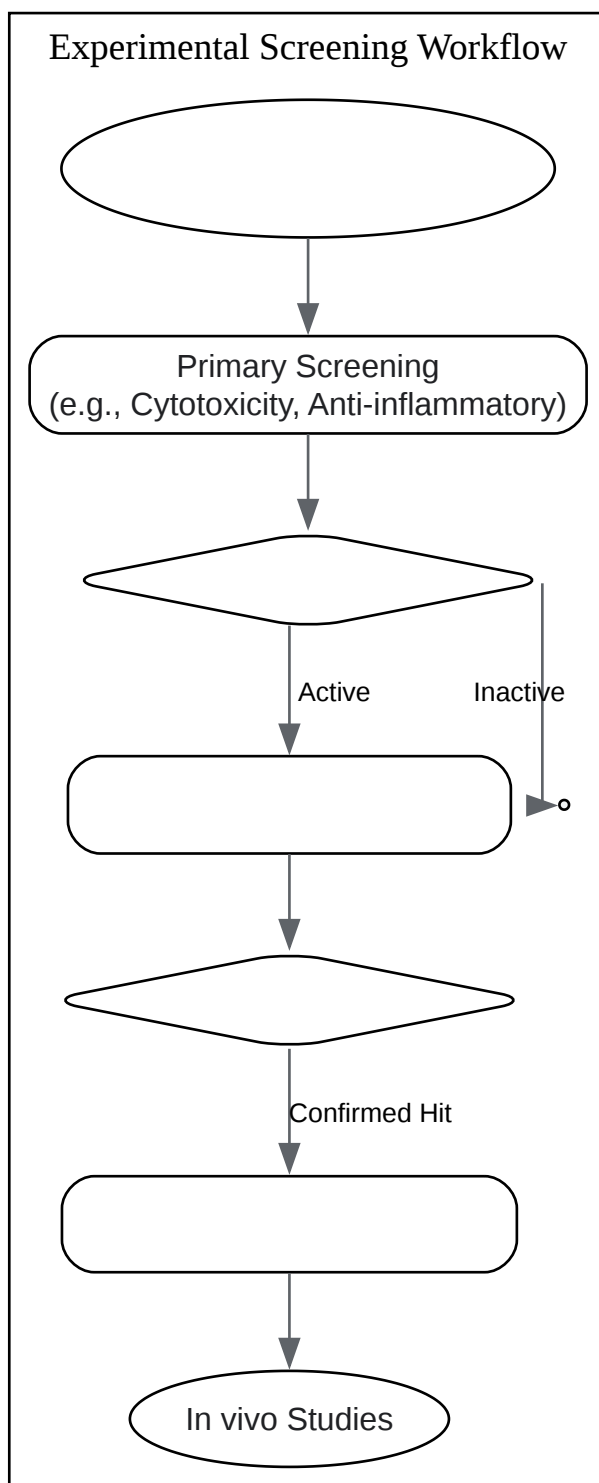 Experimental Screening Workflow
Primary Screening
(e.g., Cytotoxicity, Anti-inflammatory)
Active
Inactive
Confirmed Hit
In vivo Studies